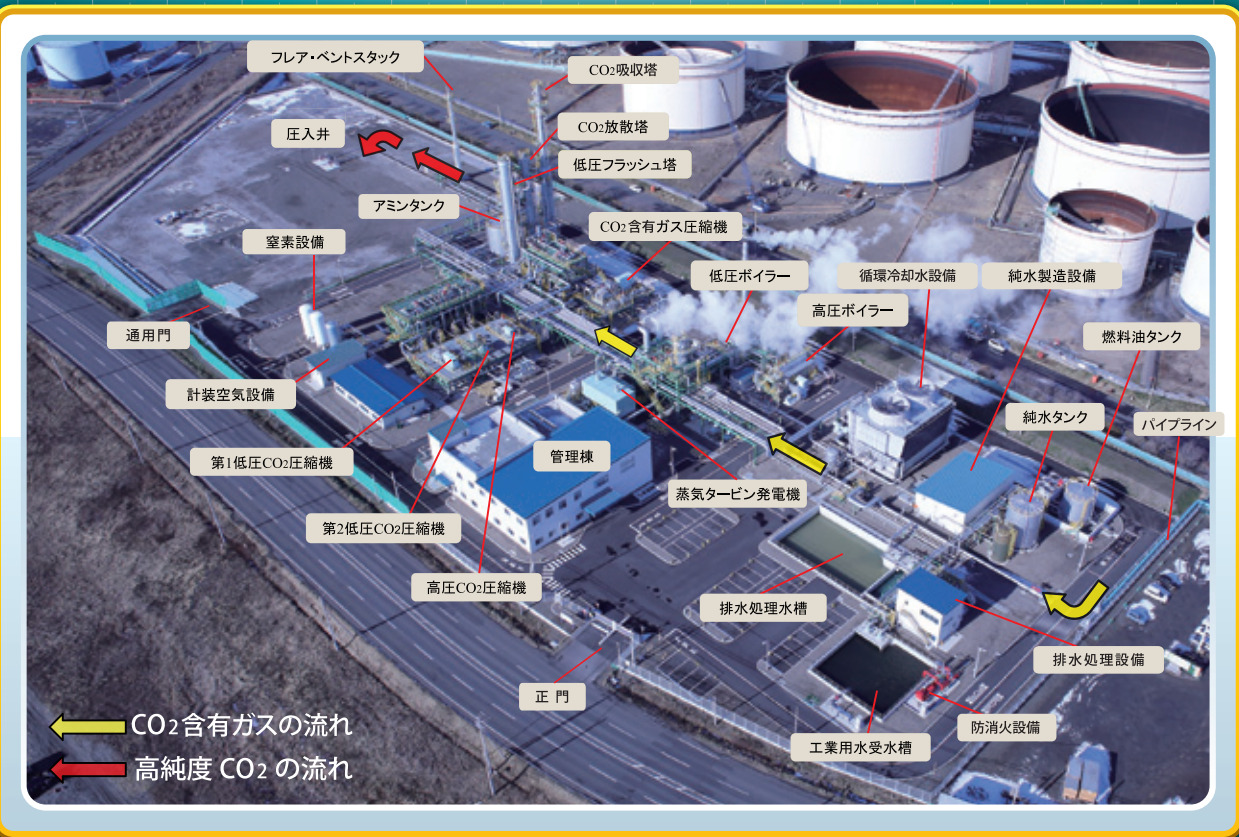 フレア・ベントスタック
CO2吸収塔
圧入井
CO2放散塔
低圧フラッシュ塔
アミンタンク
CO2含有ガス圧縮機
窒素設備
低圧ボイラー
循環冷却水設備
純水製造設備
高圧ボイラー
通用門
燃料油タンク
計装空気設備
純水タンク
パイプライン
管理棟
第1低圧CO2圧縮機
蒸気タービン発電機
第2低圧CO2圧縮機
高圧CO2圧縮機
排水処理水槽
排水処理設備
正門
防消火設備
工業用水受水槽
CO2含有ガスの流れ
高純度 CO2 の流れ